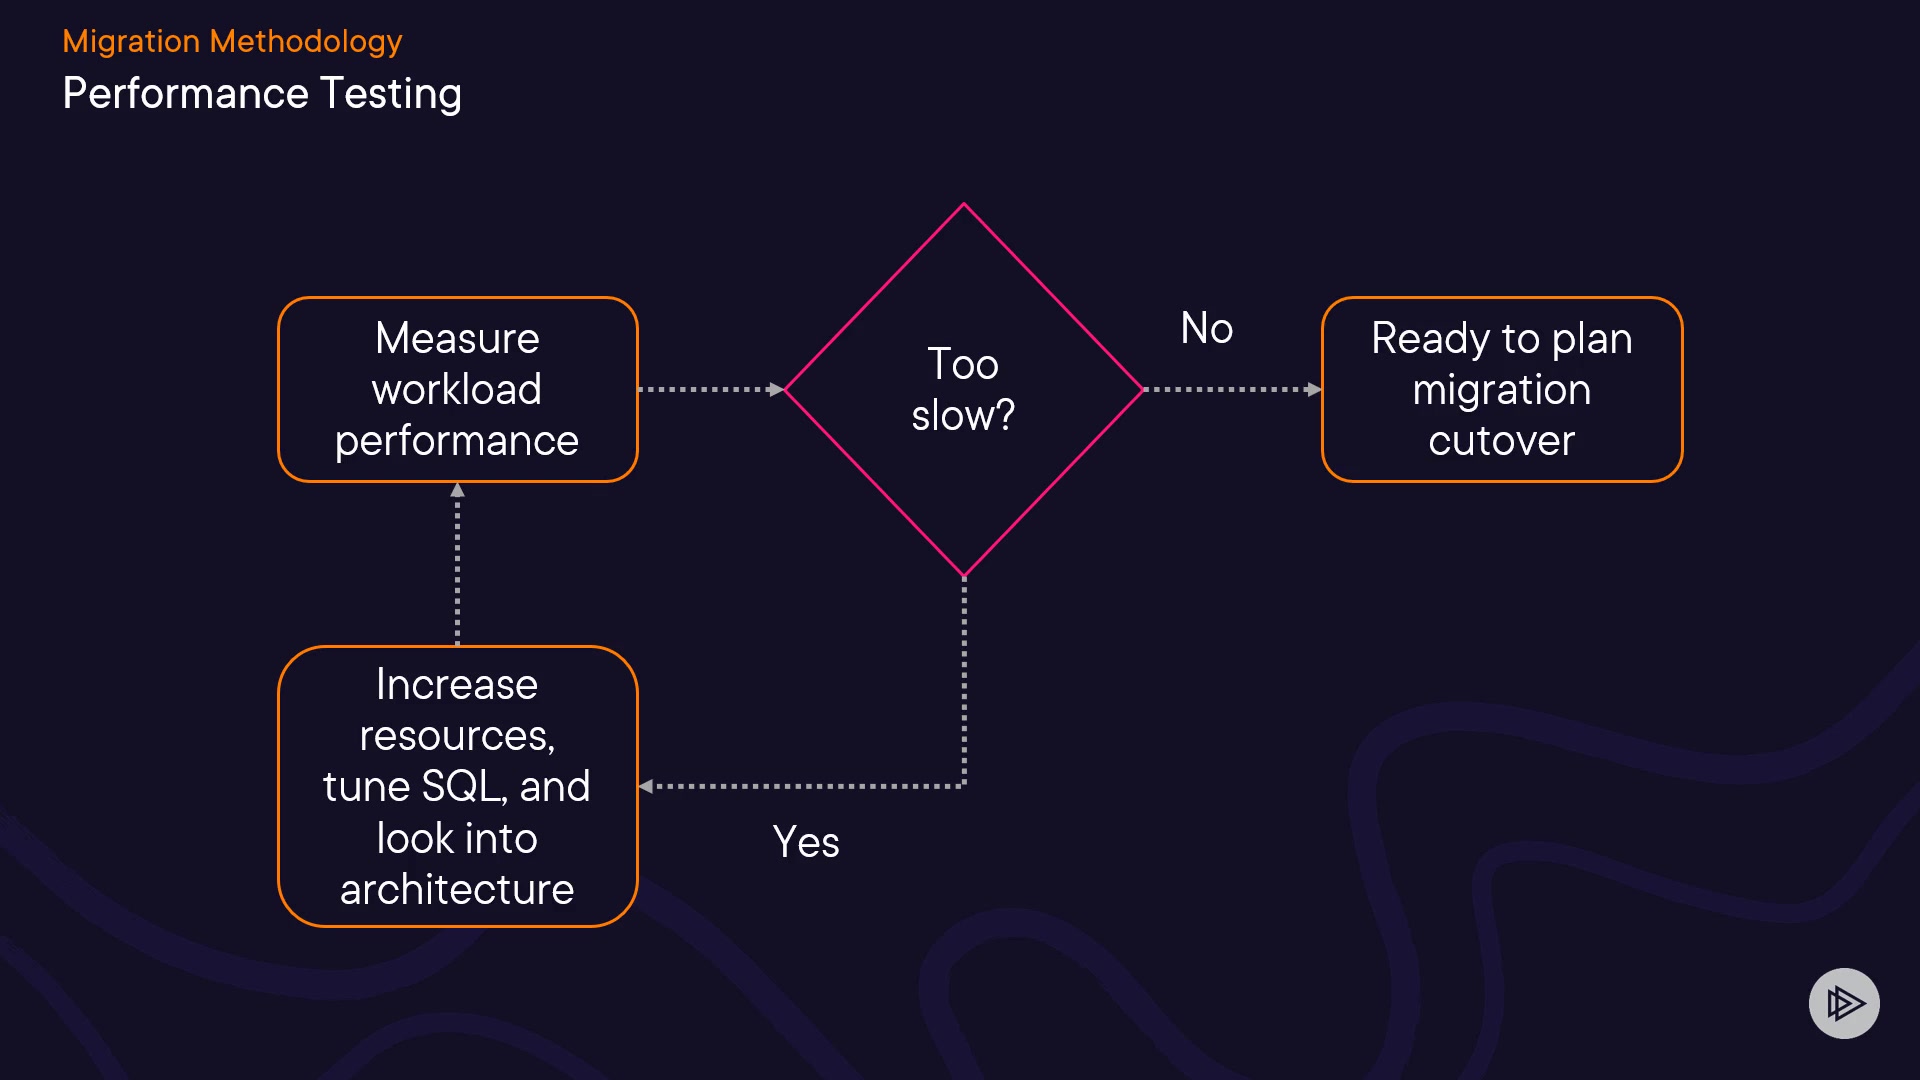 Migration Methodology
Performance Testing
Measure
workload
performance
Too
slow?
No
Ready to plan
migration
cutover
Increase
resources,
tune SQL, and
look into
architecture
Yes